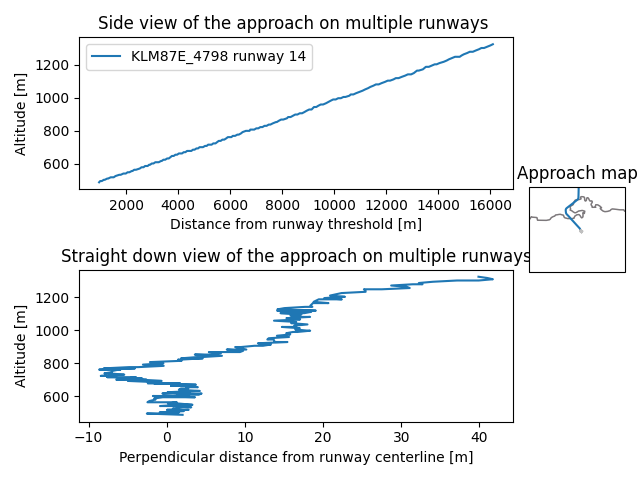 Side view of the approach on multiple runways
KLM87E_4798 runway 14
Altitude [m]
1200
1000
800
600
2000 4000 6000 8000 10000 12000 14000 16000
Distance from runway threshold [m]
Approach map
Straight down view of the approach on multiple runways
Altitude [m]
1200
1000
800
600
−10 0 10 20 30 40
Perpendicular distance from runway centerline [m]